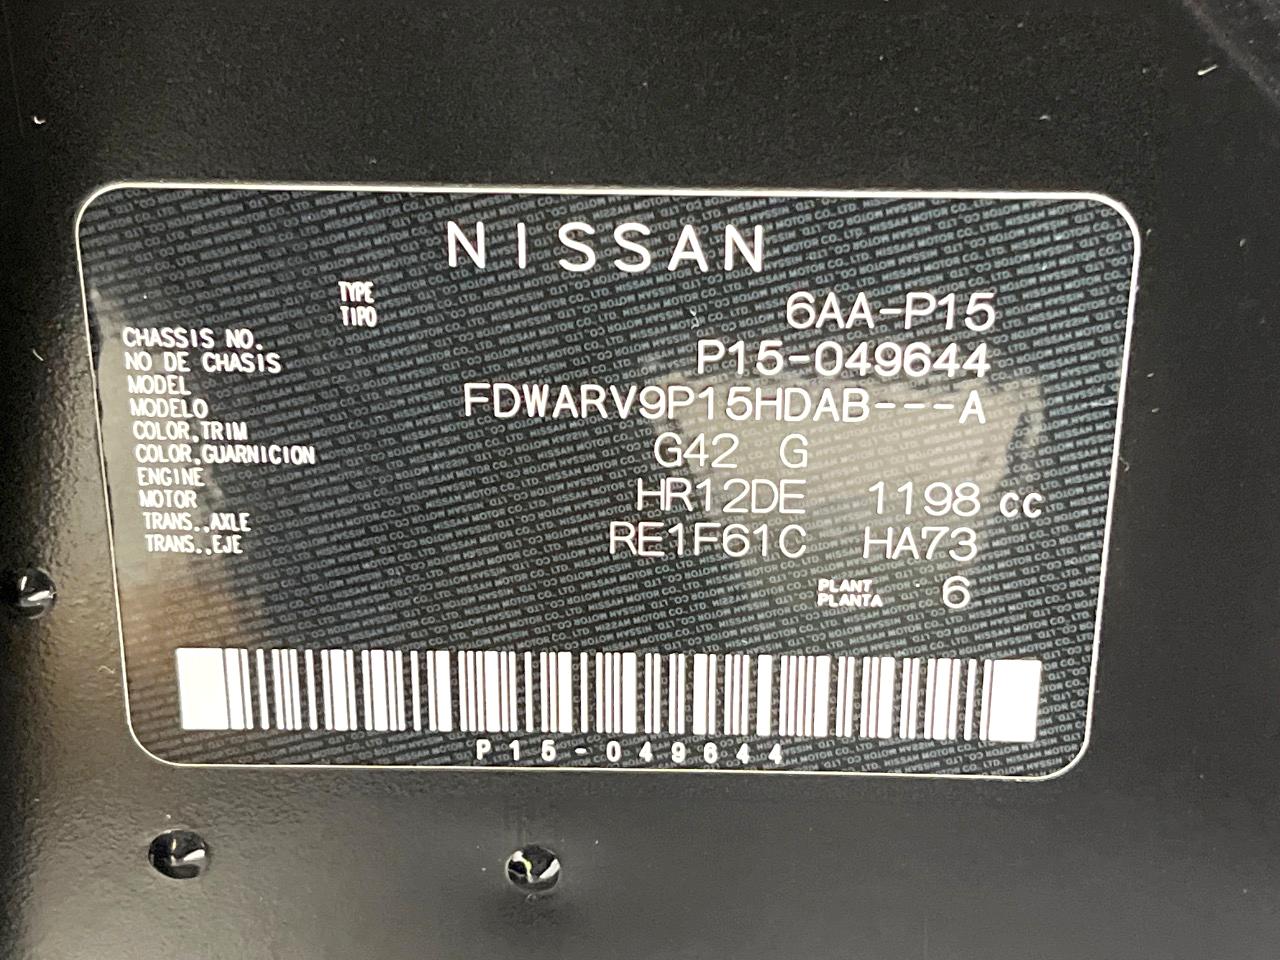 NISSAN
TYPE
TIPO
6AA-P15
CHASSIS NO.
NO DE CHASIS
P15-049644
MODEL
MODELO
FDWARV9P15HDAB---A
COLOR,TRIM
COLOR,GUARNICION
G42 G
ENGINE
MOTOR
HR12DE 1198 cc
TRANS.,AXLE
TRANS.,EJE
RE1F61C HA73
PLANT
PLANTA
6
P15-049644